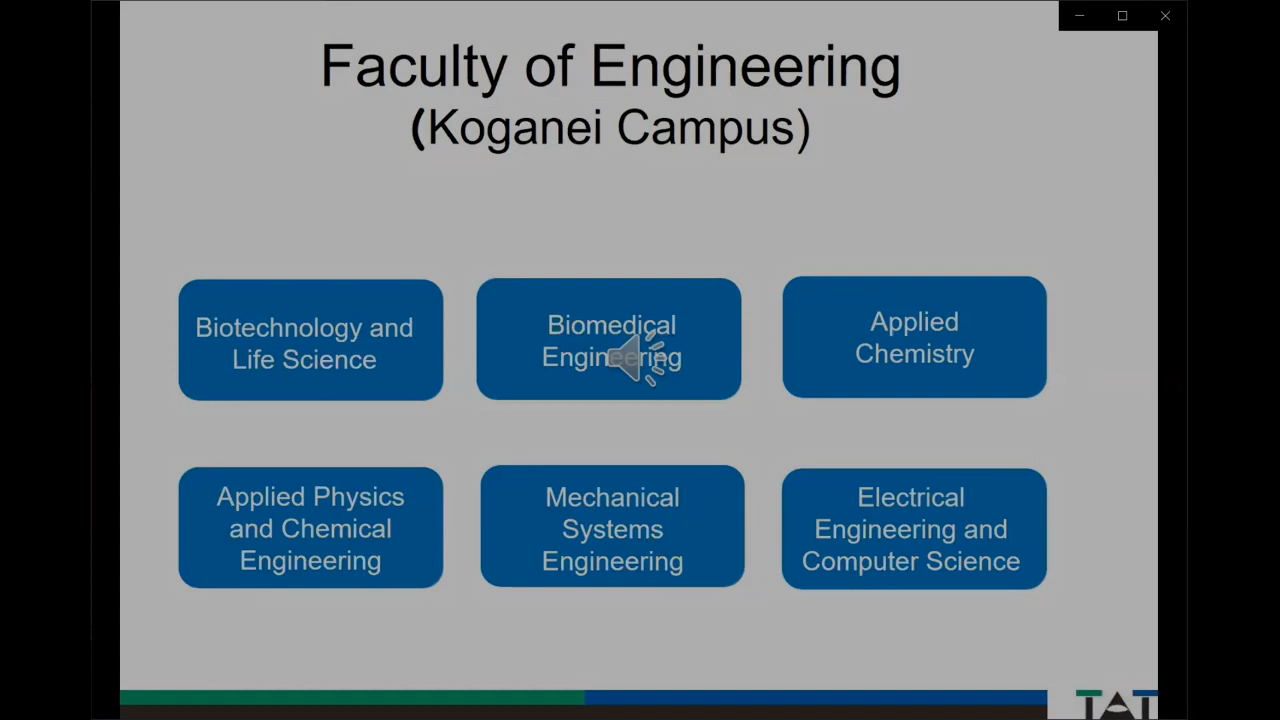 Faculty of Engineering
(Koganei Campus)
Biotechnology and
Life Science
Biomedical
Engineering
Applied
Chemistry
Applied Physics
and Chemical
Engineering
Mechanical
Systems
Engineering
Electrical
Engineering and
Computer Science
TAT